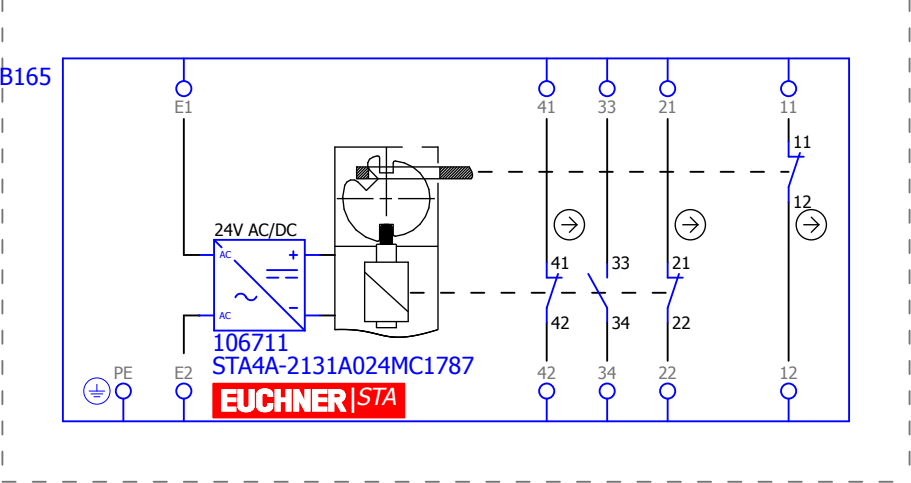 B165
E1 41 33 21 11
11
12
24V AC/DC
AC +
AC -
41 33 21
42 34 22
106711
STA4A-2131A024MC1787
PE E2 42 34 22 12
EUCHNER|STA